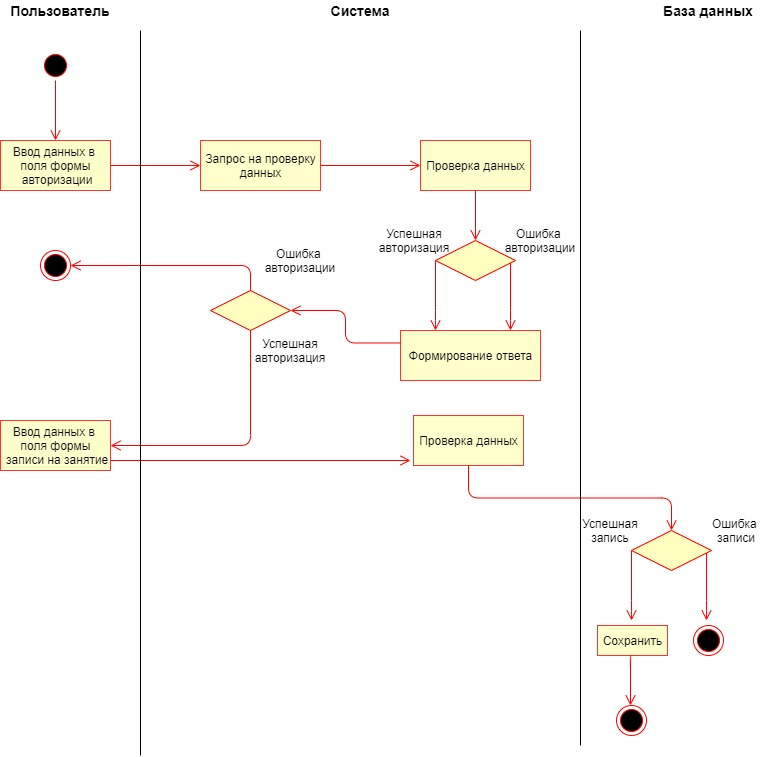 Пользователь
Система
База данных
Ввод данных в
поля формы
авторизации
Запрос на проверку
данных
Проверка данных
Успешная
авторизация
Ошибка
авторизации
Ошибка
авторизации
Успешная
авторизация
Формирование ответа
Ввод данных в
поля формы
записи на занятие
Проверка данных
Успешная
запись
Ошибка
записи
Сохранить